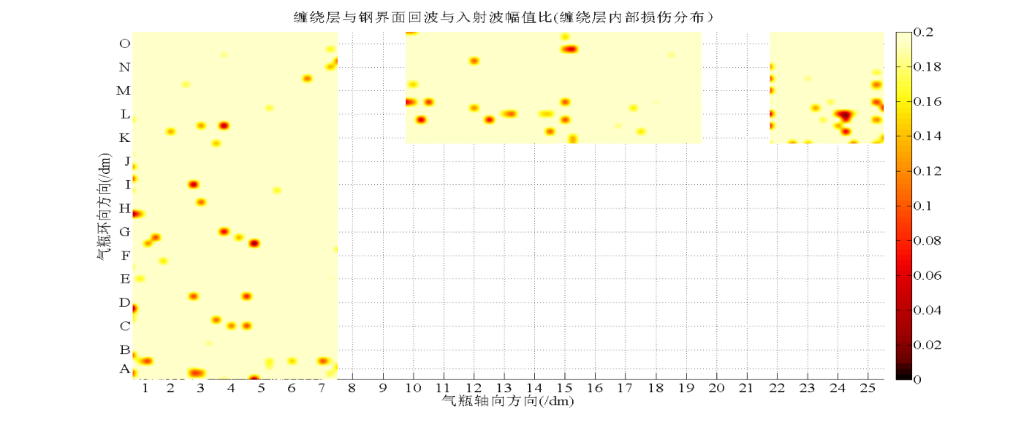 缠绕层与钢界面回波与入射波幅值比(缠绕层内部损伤分布)
O
N
M
L
K
J
I
H
G
F
E
D
C
B
A
气瓶环向方向(/dm)
1 2 3 4 5 6 7 8 9 10 11 12 13 14 15 16 17 18 19 20 21 22 23 24 25
气瓶轴向方向(/dm)
0.2
0.18
0.16
0.14
0.12
0.1
0.08
0.06
0.04
0.02
0